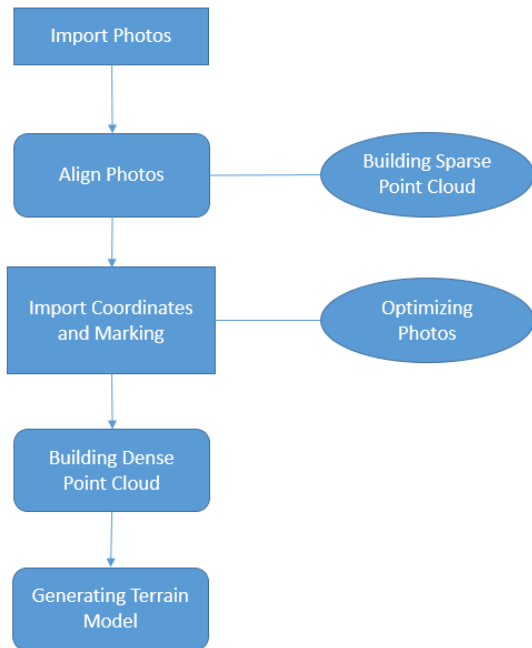 Import Photos
Align Photos
Building Sparse
Point Cloud
Import Coordinates
and Marking
Optimizing
Photos
Building Dense
Point Cloud
Generating Terrain
Model